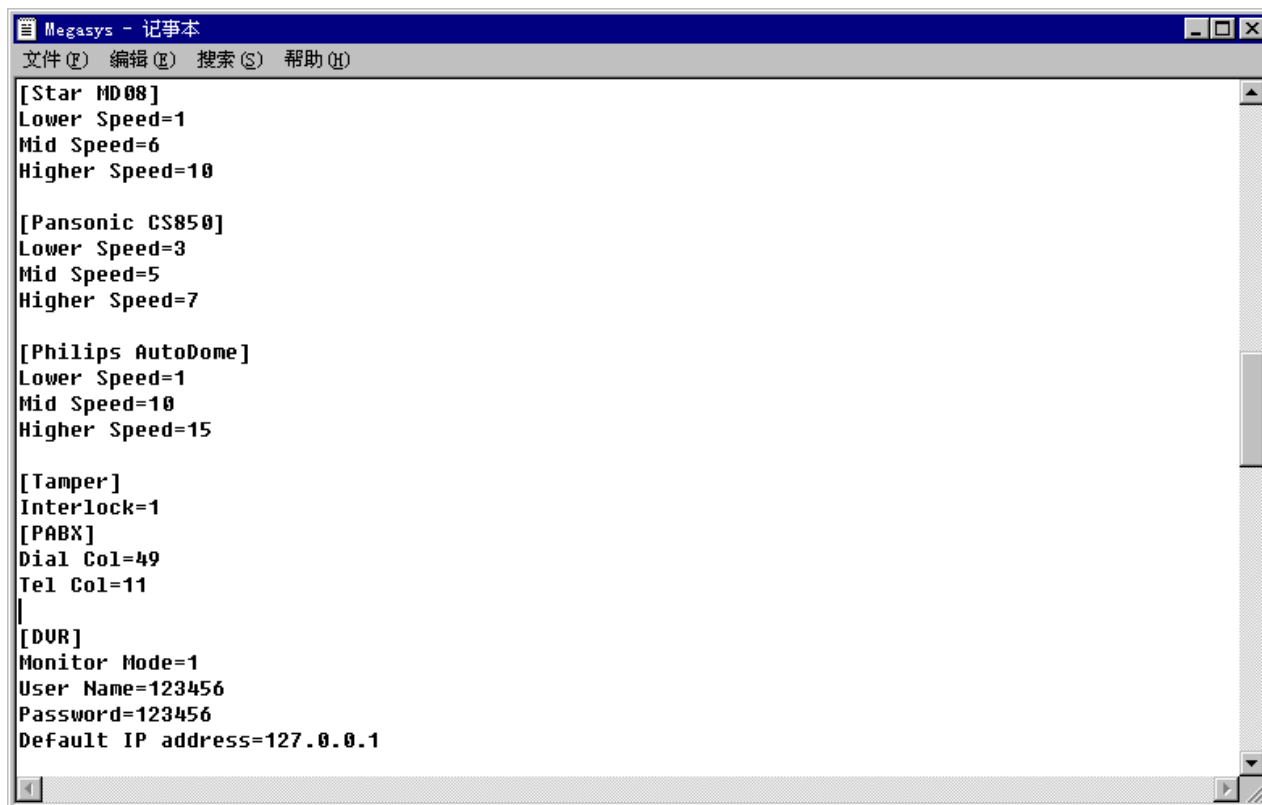 Megasys - 记事本
文件(F) 编辑(E) 搜索(S) 帮助(H)
[Star MD08]
Lower Speed=1
Mid Speed=6
Higher Speed=10
[Pansonic CS850]
Lower Speed=3
Mid Speed=5
Higher Speed=7
[Philips AutoDome]
Lower Speed=1
Mid Speed=10
Higher Speed=15
[Tamper]
Interlock=1
[PABX]
Dial Col=49
Tel Col=11
[DVR]
Monitor Mode=1
User Name=123456
Password=123456
Default IP address=127.0.0.1